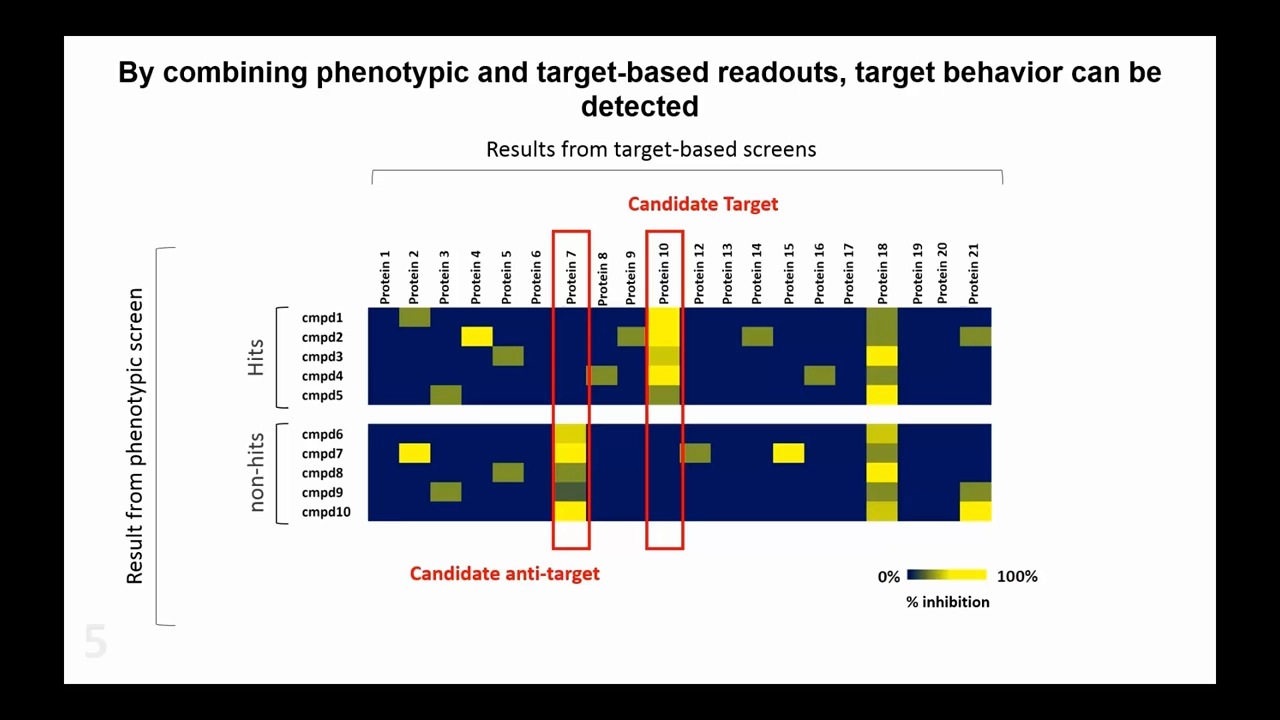 By combining phenotypic and target-based readouts, target behavior can be
detected
Results from target-based screens
Candidate Target
Result from phenotypic screen
Protein 1
Protein 2
Protein 3
Protein 4
Protein 5
Protein 6
Protein 7
Protein 8
Protein 9
Protein 10
Protein 12
Protein 13
Protein 14
Protein 15
Protein 16
Protein 17
Protein 18
Protein 19
Protein 20
Protein 21
Hits
cmpd1
cmpd2
cmpd3
cmpd4
cmpd5
non-hits
cmpd6
cmpd7
cmpd8
cmpd9
cmpd10
Candidate anti-target
0% 100%
% inhibition
5